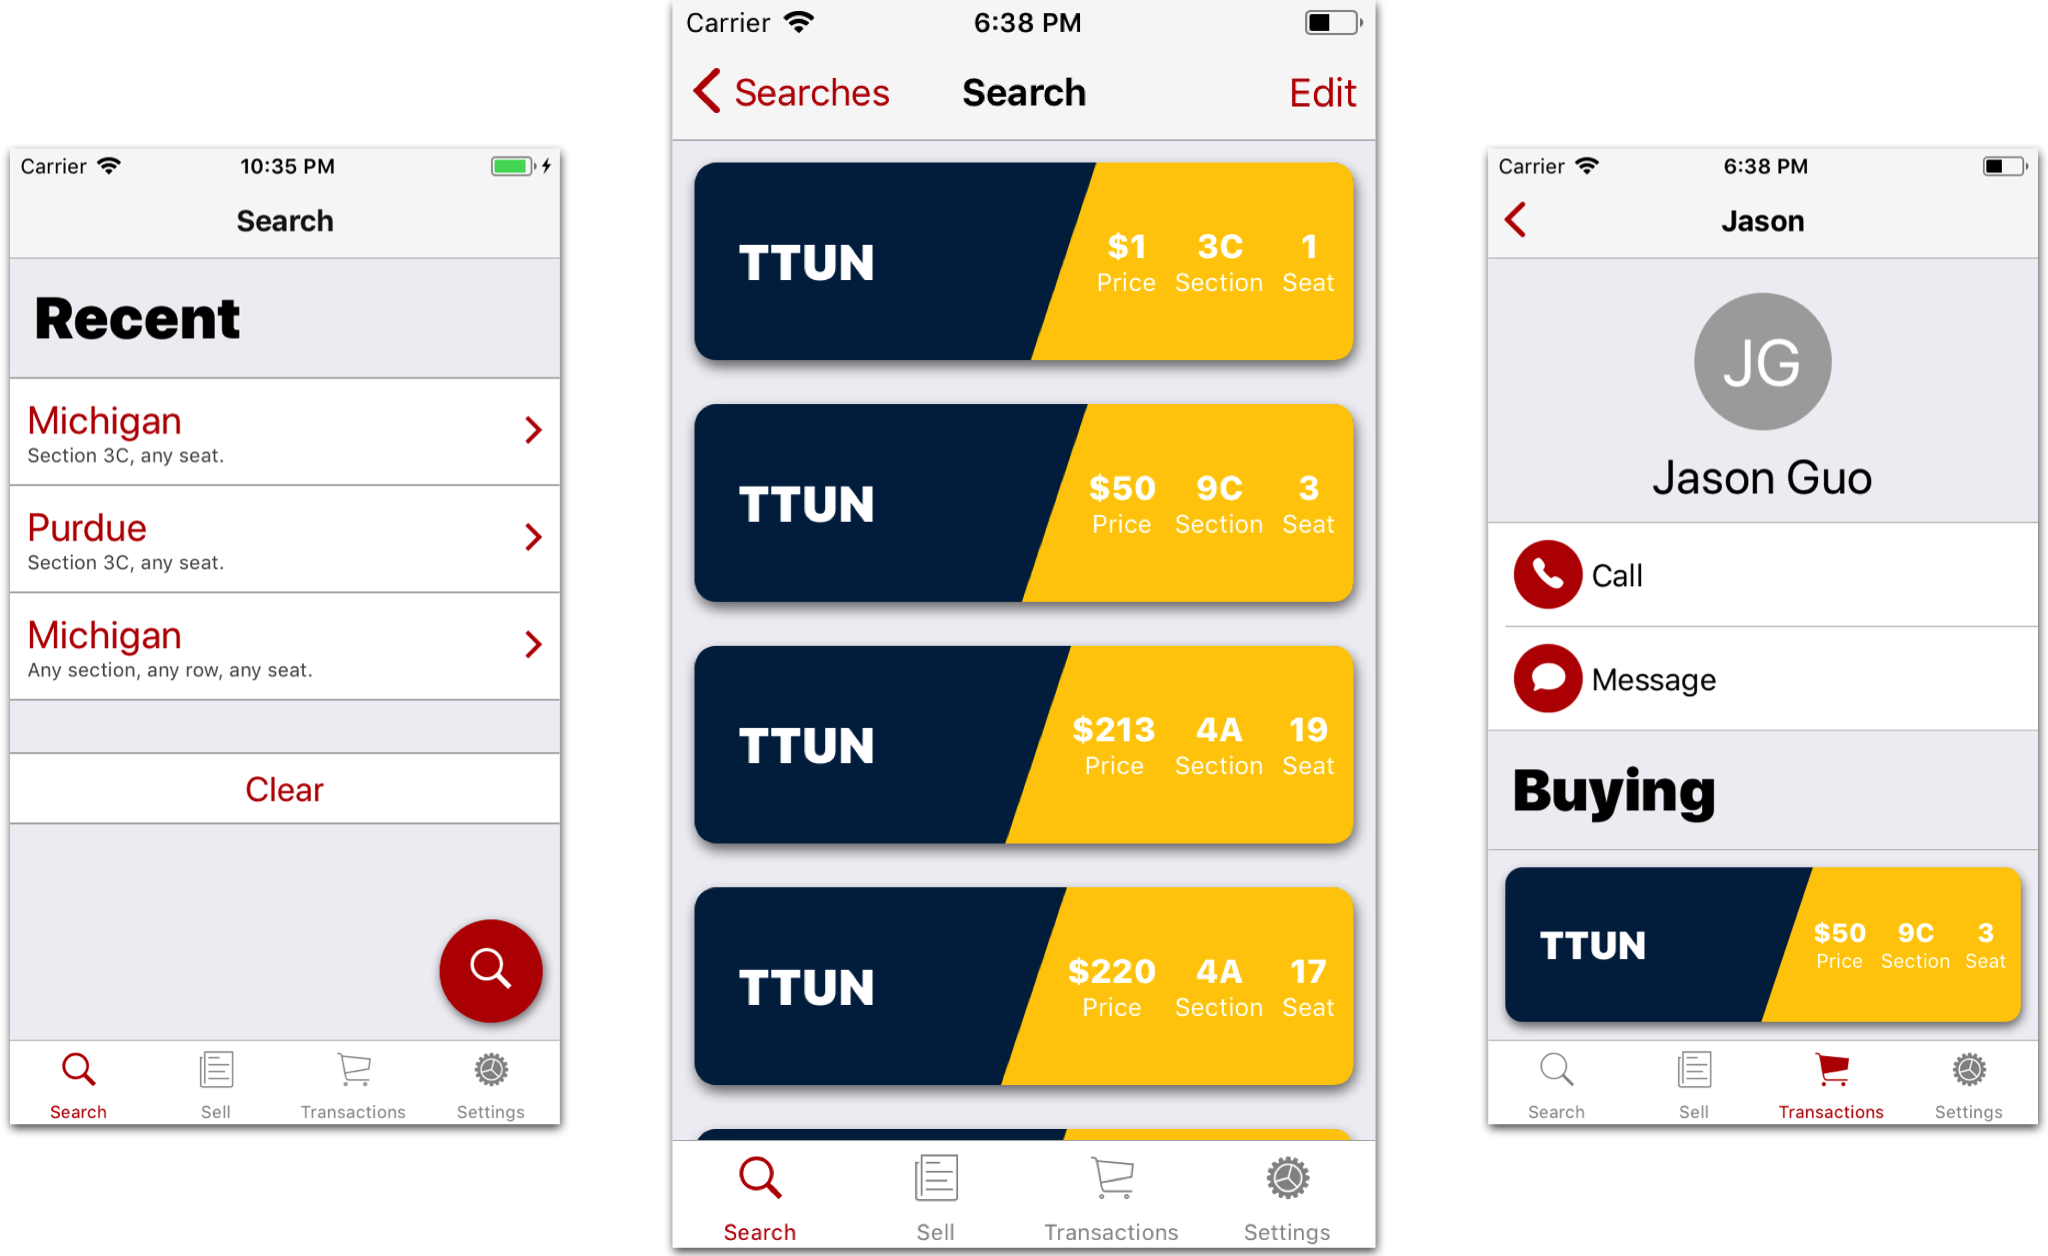 Carrier 10:35 PM
Search
Recent
Michigan
Section 3C, any seat.
Purdue
Section 3C, any seat.
Michigan
Any section, any row, any seat.
Clear
Search Sell Transactions Settings
Carrier 6:38 PM
Searches Search Edit
TTUN
$1 3C 1
Price Section Seat
TTUN
$50 9C 3
Price Section Seat
TTUN
$213 4A 19
Price Section Seat
TTUN
$220 4A 17
Price Section Seat
Search Sell Transactions Settings
Carrier 6:38 PM
Jason
JG
Jason Guo
Call
Message
Buying
TTUN
$50 9C 3
Price Section Seat
Search Sell Transactions Settings